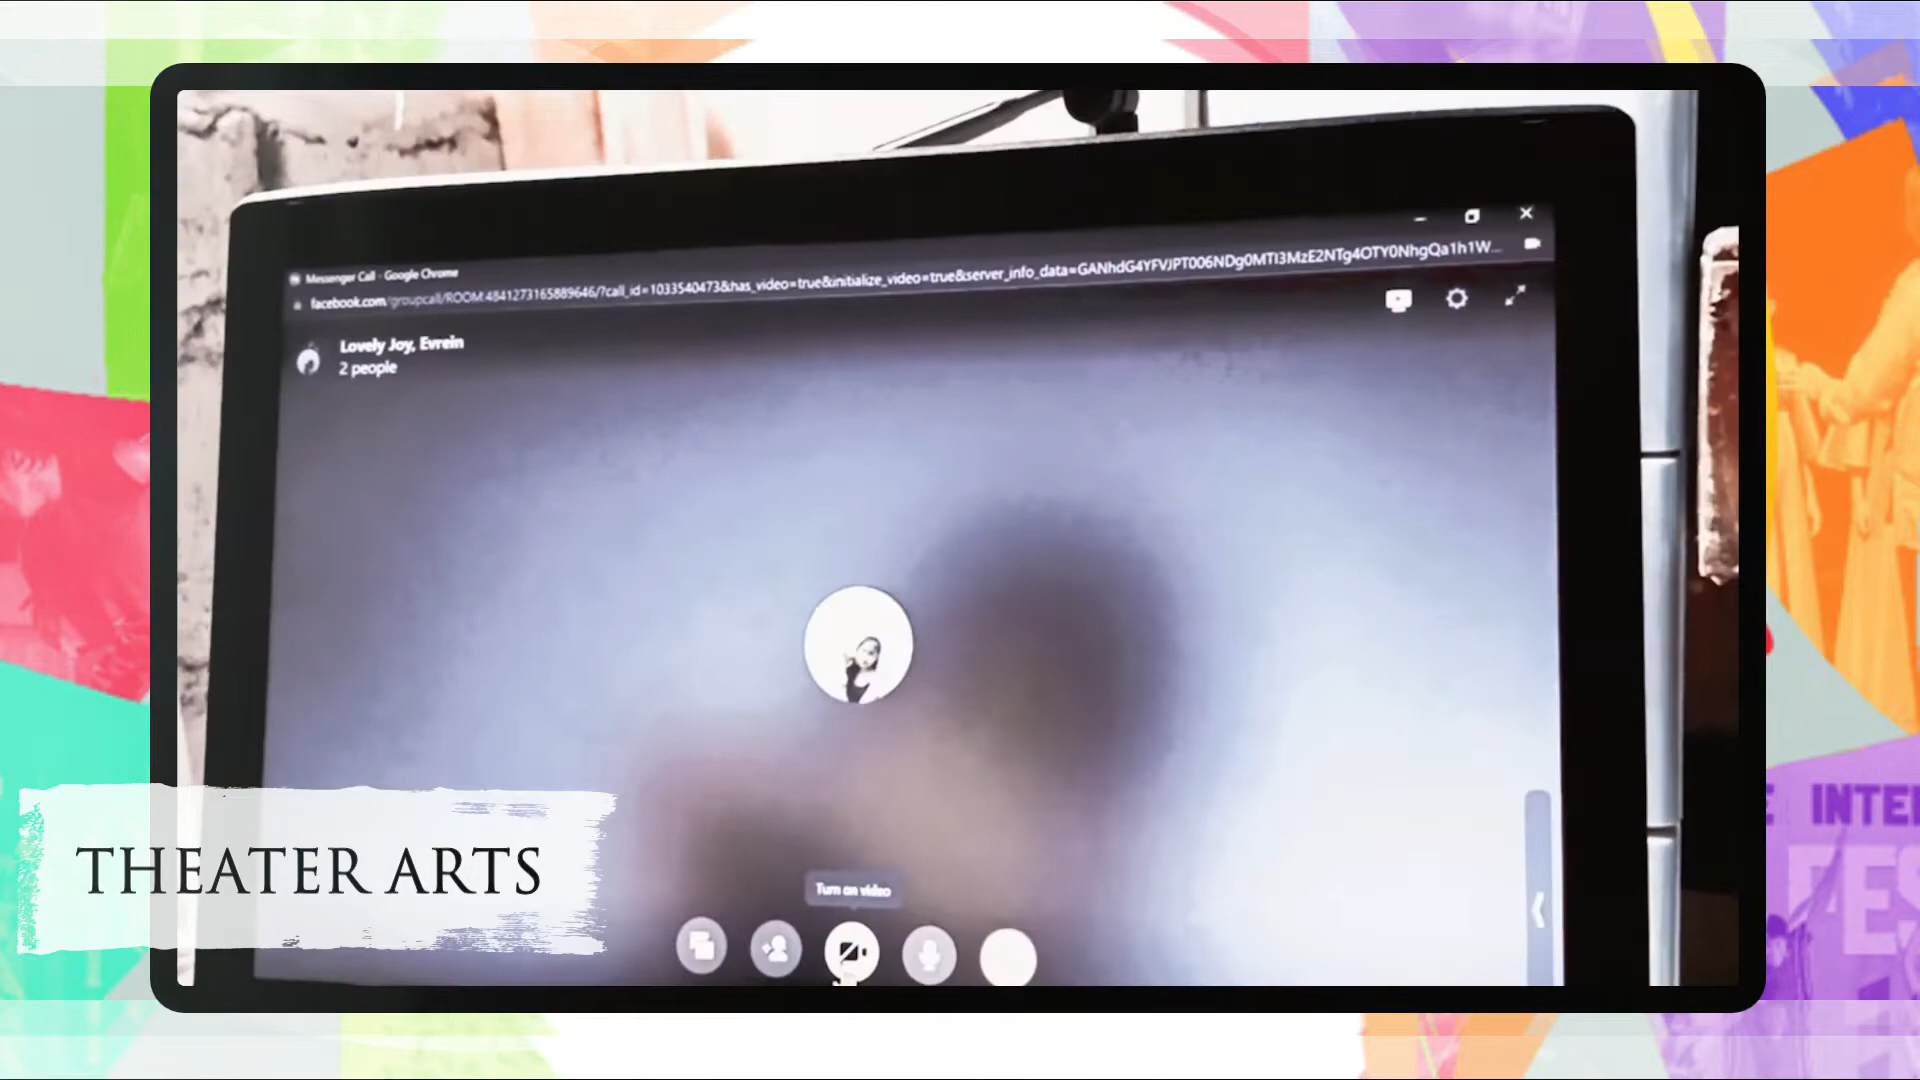 Messenger Call - Google Chrome
facebook.com/groupcall/ROOM:4841273165889646/?call_id=1033540473&has_video=true&initialize_video=true&server_info_data=GANhdG4YFVJPT006NDg0MTI3MzE2NTg4OTY0NhgQa1h1W...
Lovely Joy, Evrein
2 people
Turn on video
THEATER ARTS
INTE
FES